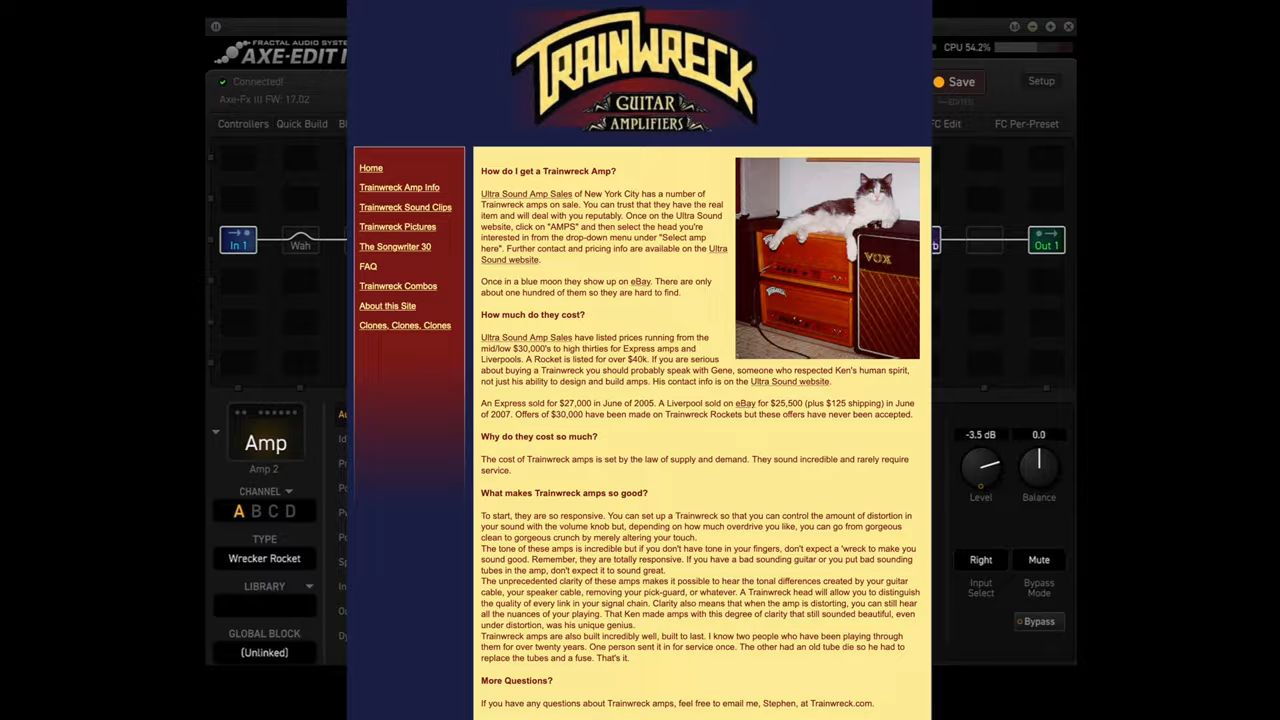 TRAINWRECK
GUITAR
AMPLIFIERS
FRACTAL AUDIO
AXE-EDIT
Connected!
Axe-Fx III FW: 17.02
Controllers Quick Build
CPU 54.2%
Save
EDITED
Setup
FC Edit FC Per-Preset
In 1
Wah
Out 1
Home
Trainwreck Amp Info
Trainwreck Sound Clips
Trainwreck Pictures
The Songwriter 30
FAQ
Trainwreck Combos
About this Site
Clones, Clones, Clones
How do I get a Trainwreck Amp?
Ultra Sound Amp Sales of New York City has a number of
Trainwreck amps on sale. You can trust that they have the real
item and will deal with you reputably. Once on the Ultra Sound
website, click on "AMPS" and then select the head you're
interested in from the drop-down menu under "Select amp
here". Further contact and pricing info are available on the Ultra
Sound website.
Once in a blue moon they show up on eBay. There are only
about one hundred of them so they are hard to find.
VOX
How much do they cost?
Ultra Sound Amp Sales have listed prices running from the
mid/low $30,000's to high thirties for Express amps and
Liverpools. A Rocket is listed for over $40k. If you are serious
about buying a Trainwreck you should probably speak with Gene, someone who respected Ken's human spirit,
not just his ability to design and build amps. His contact info is on the Ultra Sound website.
An Express sold for $27,000 in June of 2005. A Liverpool sold on eBay for $25,500 (plus $125 shipping) in June
of 2007. Offers of $30,000 have been made on Trainwreck Rockets but these offers have never been accepted.
Why do they cost so much?
The cost of Trainwreck amps is set by the law of supply and demand. They sound incredible and rarely require
service.
What makes Trainwreck amps so good?
To start, they are so responsive. You can set up a Trainwreck so that you can control the amount of distortion in
your sound with the volume knob but, depending on how much overdrive you like, you can go from gorgeous
clean to gorgeous crunch by merely altering your touch.
The tone of these amps is incredible but if you don't have tone in your fingers, don't expect a 'wreck to make you
sound good. Remember, they are totally responsive. If you have a bad sounding guitar or you put bad sounding
tubes in the amp, don't expect it to sound great.
The unprecedented clarity of these amps makes it possible to hear the tonal differences created by your guitar
cable, your speaker cable, removing your pick-guard, or whatever. A Trainwreck head will allow you to distinguish
the quality of every link in your signal chain. Clarity also means that when the amp is distorting, you can still hear
all the nuances of your playing. That Ken made amps with this degree of clarity that still sounded beautiful, even
under distortion, was his unique genius.
Trainwreck amps are also built incredibly well, built to last. I know two people who have been playing through
them for over twenty years. One person sent it in for service once. The other had an old tube die so he had to
replace the tubes and a fuse. That's it.
More Questions?
If you have any questions about Trainwreck amps, feel free to email me, Stephen, at Trainwreck.com.
Amp
Amp 2
CHANNEL
A B C D
TYPE
Wrecker Rocket
LIBRARY
GLOBAL BLOCK
(Unlinked)
-3.5 dB 0.0
Level Balance
Right Mute
Input Bypass
Select Mode
Bypass